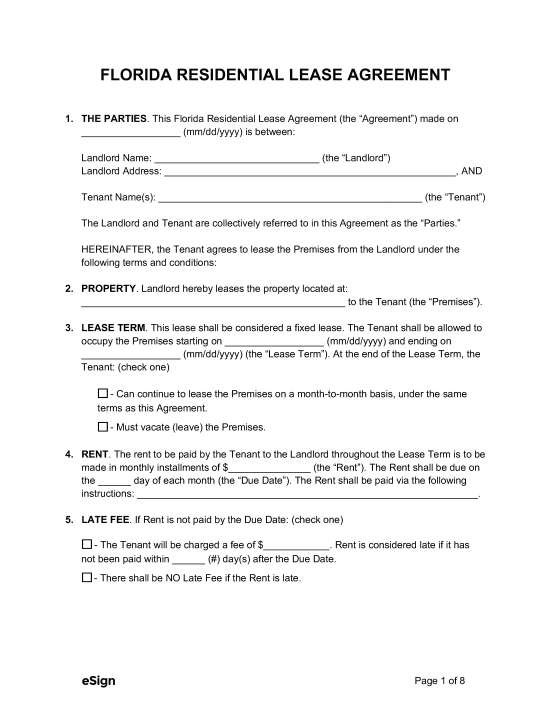 FLORIDA RESIDENTIAL LEASE AGREEMENT
1. THE PARTIES. This Florida Residential Lease Agreement (the “Agreement”) made on
__________________ (mm/dd/yyyy) is between:
Landlord Name: ______________________________ (the “Landlord”)
Landlord Address: _____________________________________________________, AND
Tenant Name(s): ________________________________________________ (the “Tenant”)
The Landlord and Tenant are collectively referred to in this Agreement as the “Parties.”
HEREINAFTER, the Tenant agrees to lease the Premises from the Landlord under the
following terms and conditions:
2. PROPERTY. Landlord hereby leases the property located at:
________________________________________________ to the Tenant (the “Premises”).
3. LEASE TERM. This lease shall be considered a fixed lease. The Tenant shall be allowed to
occupy the Premises starting on __________________ (mm/dd/yyyy) and ending on
__________________ (mm/dd/yyyy) (the “Lease Term”). At the end of the Lease Term, the
Tenant: (check one)
☐ - Can continue to lease the Premises on a month-to-month basis, under the same
terms as this Agreement.
☐ - Must vacate (leave) the Premises.
4. RENT. The rent to be paid by the Tenant to the Landlord throughout the Lease Term is to be
made in monthly installments of $_______________ (the “Rent”). The Rent shall be due on
the ______ day of each month (the “Due Date”). The Rent shall be paid via the following
instructions: ______________________________________________________________.
5. LATE FEE. If Rent is not paid by the Due Date: (check one)
☐ - The Tenant will be charged a fee of $____________. Rent is considered late if it has
not been paid within ______ (#) day(s) after the Due Date.
☐ - There shall be NO Late Fee if the Rent is late.
eSign
Page 1 of 8